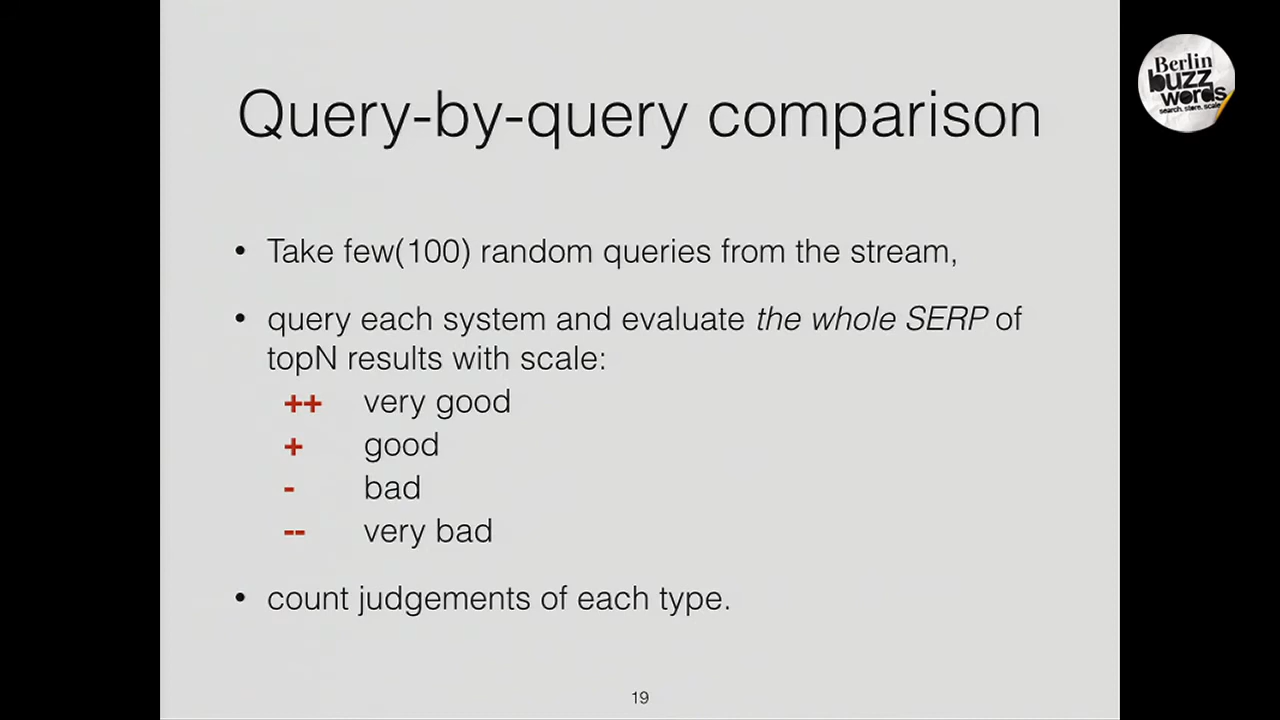 Query-by-query comparison
Berlin
buzz
words
search. store. scale.
• Take few(100) random queries from the stream,
• query each system and evaluate the whole SERP of
topN results with scale:
++ very good
+ good
- bad
-- very bad
• count judgements of each type.
19